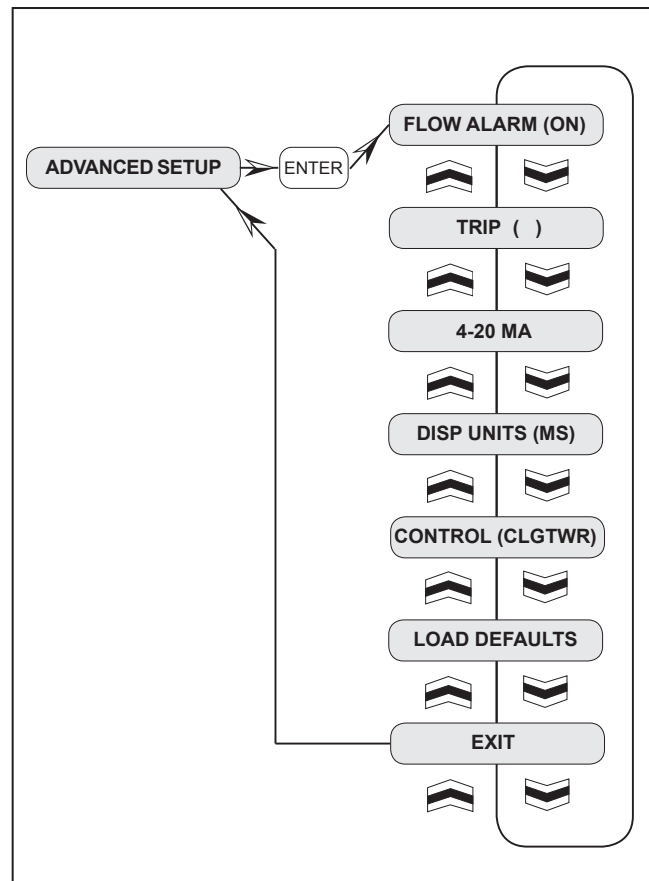 FLOW ALARM (ON)
ADVANCED SETUP
ENTER
TRIP ( )
4-20 MA
DISP UNITS (MS)
CONTROL (CLGTWR)
LOAD DEFAULTS
EXIT